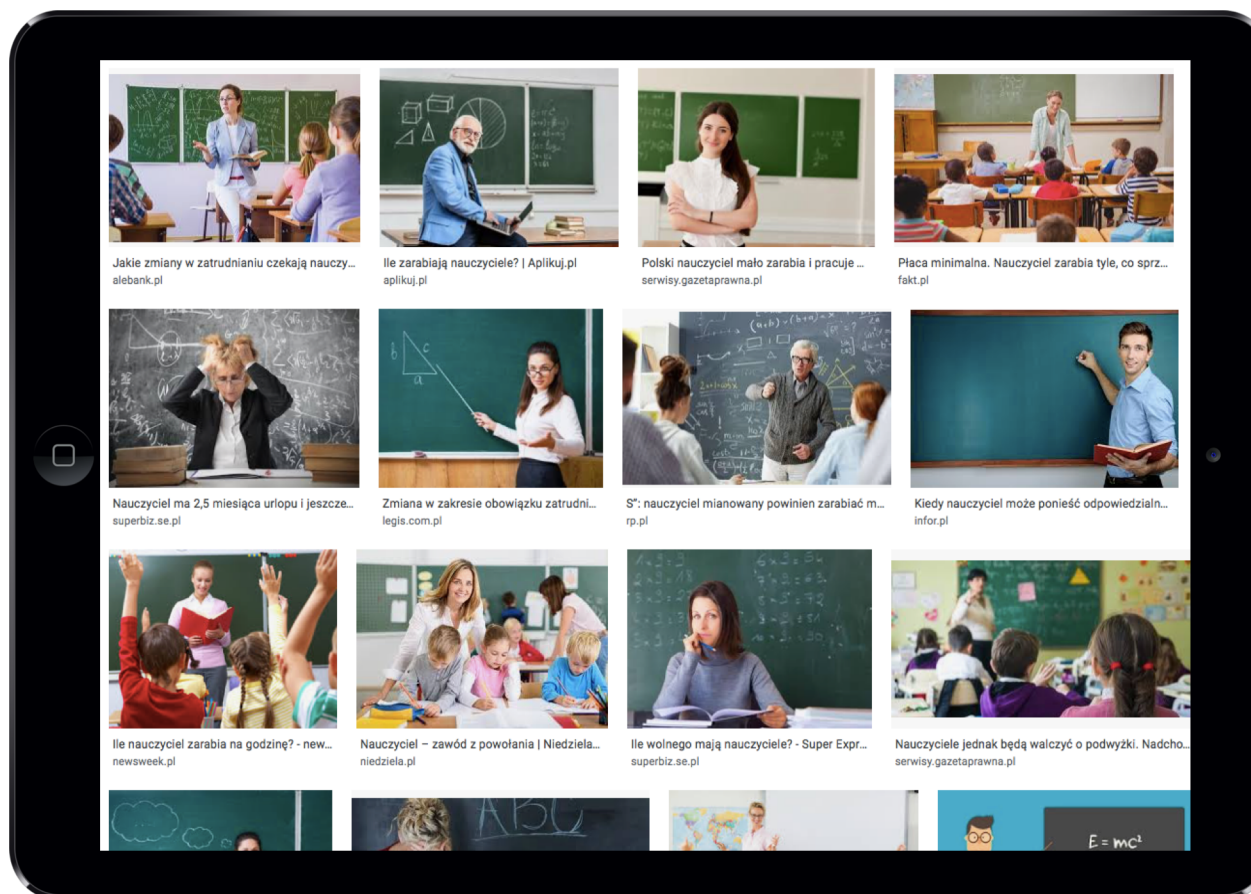 Jakie zmiany w zatrudnianiu czekają nauczy...
alebank.pl
Ile zarabiają nauczyciele? | Aplikuj.pl
aplikuj.pl
Polski nauczyciel mało zarabia i pracuje ...
serwisy.gazetaprawna.pl
Płaca minimalna. Nauczyciel zarabia tyle, co sprz...
fakt.pl
b
c
a
(a+b)
Nauczyciel ma 2,5 miesiąca urlopu i jeszcze...
superbiz.se.pl
Zmiana w zakresie obowiązku zatrudni...
legis.com.pl
S”: nauczyciel mianowany powinien zarabiać m...
rp.pl
Kiedy nauczyciel może ponieść odpowiedzialn...
infor.pl
Ile nauczyciel zarabia na godzinę? - new...
newsweek.pl
Nauczyciel – zawód z powołania | Niedziela...
niedziela.pl
Ile wolnego mają nauczyciele? - Super Expr...
superbiz.se.pl
Nauczyciele jednak będą walczyć o podwyżki. Nadcho...
serwisy.gazetaprawna.pl
ABC
E = mc²